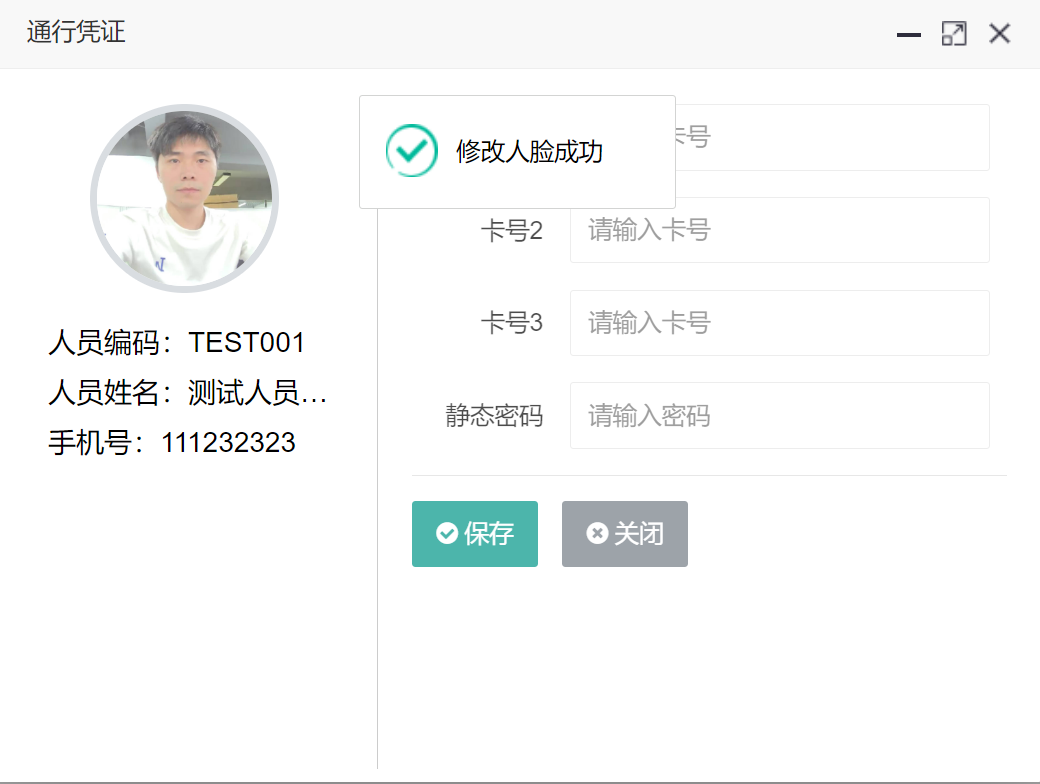 通行凭证
修改人脸成功
卡号
卡号2 请输入卡号
卡号3 请输入卡号
静态密码 请输入密码
人员编码：TEST001
人员姓名：测试人员...
手机号：111232323
保存 关闭